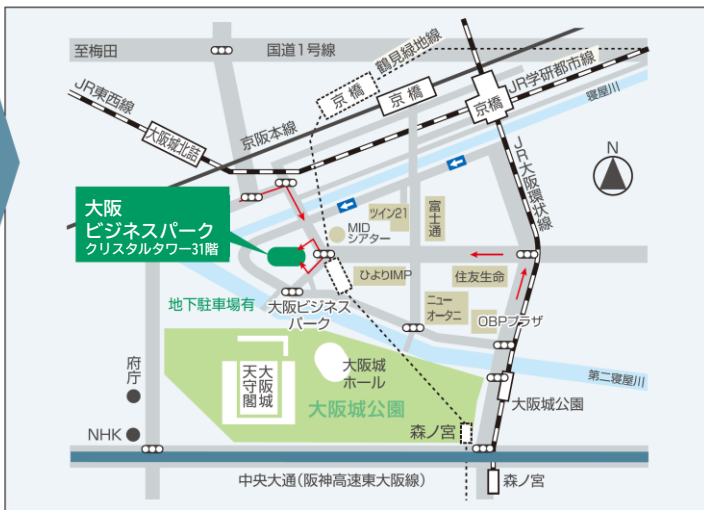 至梅田
国道1号線
鶴見緑地線
京橋
京橋
京橋
JR学研都市線
寝屋川
JR東西線
大阪城北詰
京阪本線
JR大阪環状線
N
大阪
ビジネスパーク
クリスタルタワー31階
ツイン21
MID
シアター
富士通
ひよりIMP
住友生命
地下駐車場有
大阪ビジネス
パーク
ニュー
オータニ
OBPプラザ
第二寝屋川
府庁
大阪城
天守閣
大阪城
ホール
大阪城公園
大阪城公園
NHK
森ノ宮
中央大通(阪神高速東大阪線)
森ノ宮